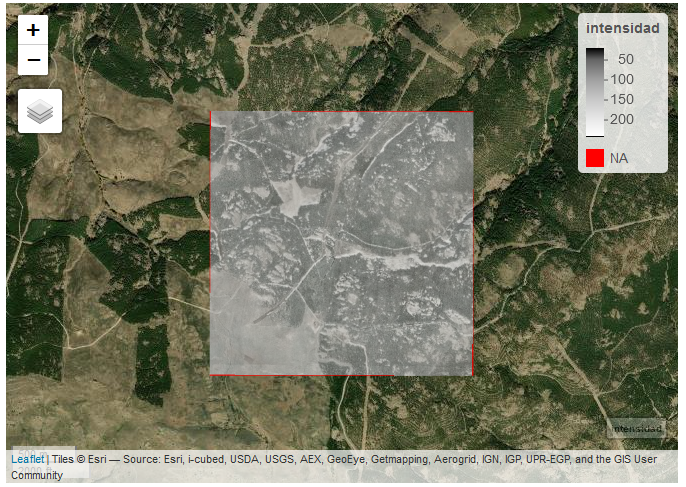 +
−
intensidad
50
100
150
200
NA
intensidad
Leaflet | Tiles © Esri — Source: Esri, i-cubed, USDA, USGS, AEX, GeoEye, Getmapping, Aerogrid, IGN, IGP, UPR-EGP, and the GIS User
Community